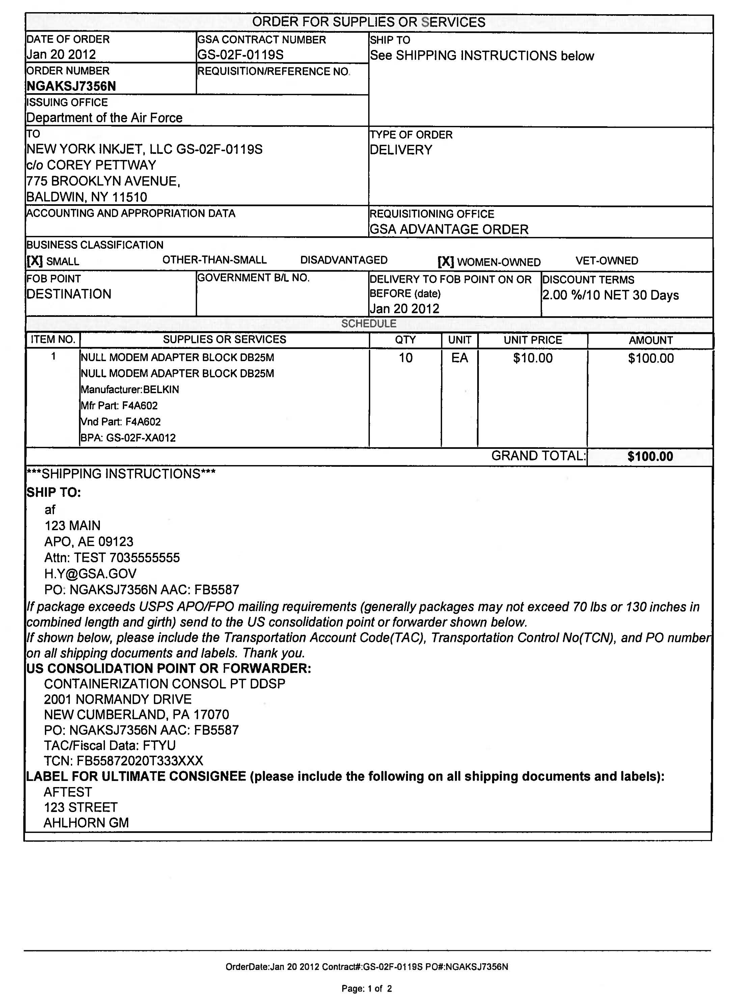 ORDER FOR SUPPLIES OR SERVICES
DATE OF ORDER
Jan 20 2012
GSA CONTRACT NUMBER
GS-02F-0119S
SHIP TO
See SHIPPING INSTRUCTIONS below
ORDER NUMBER
NGAKSJ7356N
REQUISITION/REFERENCE NO.
ISSUING OFFICE
Department of the Air Force
TO
NEW YORK INKJET, LLC GS-02F-0119S
c/o COREY PETTWAY
775 BROOKLYN AVENUE,
BALDWIN, NY 11510
TYPE OF ORDER
DELIVERY
ACCOUNTING AND APPROPRIATION DATA
REQUISITIONING OFFICE
GSA ADVANTAGE ORDER
BUSINESS CLASSIFICATION
[X] SMALL OTHER-THAN-SMALL DISADVANTAGED [X] WOMEN-OWNED VET-OWNED
FOB POINT
DESTINATION
GOVERNMENT B/L NO.
DELIVERY TO FOB POINT ON OR
BEFORE (date)
Jan 20 2012
DISCOUNT TERMS
2.00 %/10 NET 30 Days
SCHEDULE
ITEM NO. SUPPLIES OR SERVICES QTY UNIT UNIT PRICE AMOUNT
1 NULL MODEM ADAPTER BLOCK DB25M 10 EA $10.00 $100.00
NULL MODEM ADAPTER BLOCK DB25M
Manufacturer:BELKIN
Mfr Part: F4A602
Vnd Part: F4A602
BPA: GS-02F-XA012
GRAND TOTAL: $100.00
***SHIPPING INSTRUCTIONS***
SHIP TO:
af
123 MAIN
APO, AE 09123
Attn: TEST 7035555555
H.Y@GSA.GOV
PO: NGAKSJ7356N AAC: FB5587
If package exceeds USPS APO/FPO mailing requirements (generally packages may not exceed 70 lbs or 130 inches in
combined length and girth) send to the US consolidation point or forwarder shown below.
If shown below, please include the Transportation Account Code(TAC), Transportation Control No(TCN), and PO number
on all shipping documents and labels. Thank you.
US CONSOLIDATION POINT OR FORWARDER:
CONTAINERIZATION CONSOL PT DDSP
2001 NORMANDY DRIVE
NEW CUMBERLAND, PA 17070
PO: NGAKSJ7356N AAC: FB5587
TAC/Fiscal Data: FTYU
TCN: FB55872020T333XXX
LABEL FOR ULTIMATE CONSIGNEE (please include the following on all shipping documents and labels):
AFTEST
123 STREET
AHLHORN GM
OrderDate:Jan 20 2012 Contract#:GS-02F-0119S PO#:NGAKSJ7356N
Page: 1 of 2